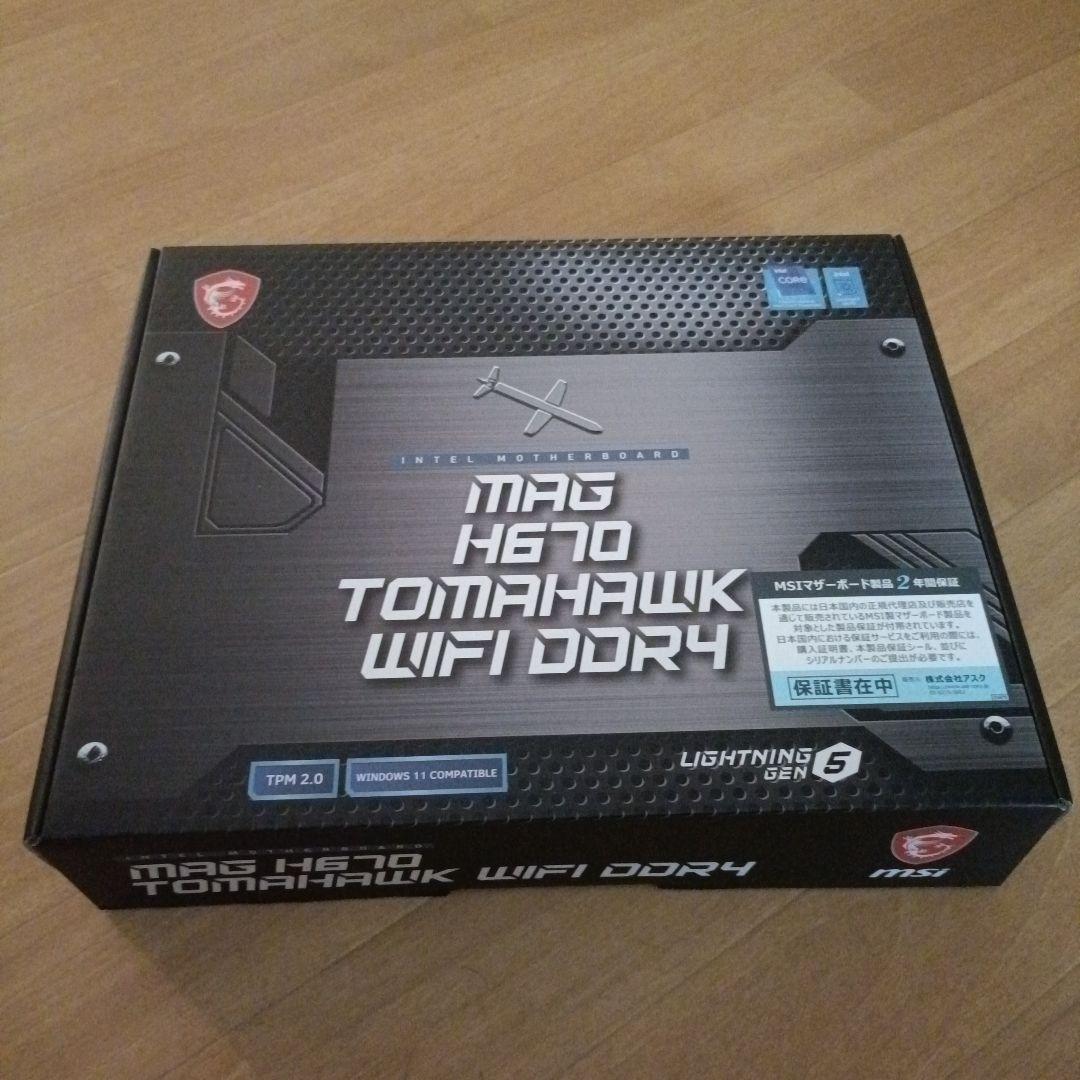 intel
CORE
intel
INTEL MOTHERBOARD
MAG
H670
TOMAHAWK
WIFI DDR4
MSIマザーボード製品2年間保証
本製品には日本国内の正規代理店及び販売店を
通じて販売されているMSI製マザーボード製品を
対象とした製品保証が付帯されています。
日本国内における保証サービスをご利用の際には、
購入証明書、本製品保証シール、並びに
シリアルナンバーのご提出が必要です。
保証書在中
販売元 株式会社アスク
TPM 2.0
WINDOWS 11 COMPATIBLE
LIGHTNING
GEN 5
INTEL MOTHERBOARD
MAG H670
TOMAHAWK WIFI DDR4
msi